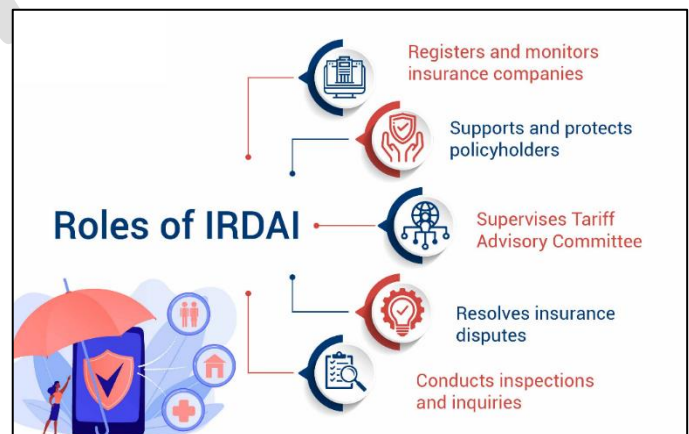 Registers and monitors
insurance companies
Supports and protects
policyholders
Roles of IRDAI
Supervises Tariff
Advisory Committee
Resolves insurance
disputes
Conducts inspections
and inquiries